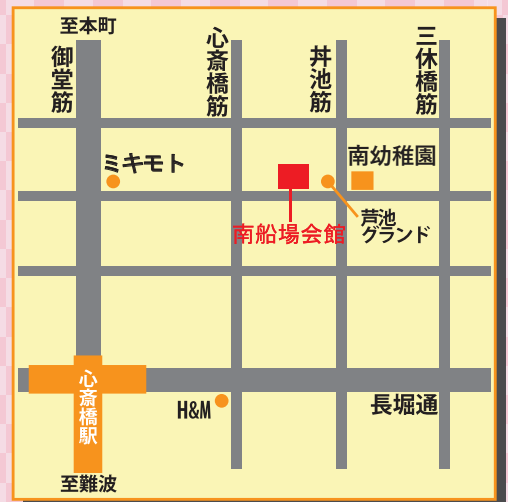 至本町
御堂筋
心斎橋筋
丼池筋
三休橋筋
ミキモト
南幼稚園
芦池
グランド
南船場会館
心斎橋駅
H&M
長堀通
至難波